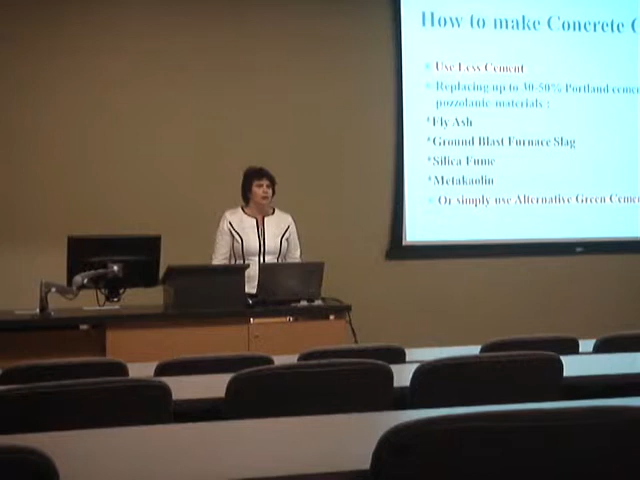 How to make Concrete
Use Less Cement
Replacing up to 30-50% Portland
pozzolanic materials :
*Fly Ash
*Ground Blast Furnace Slag
*Silica Fume
*Metakaolin
Or simply use Alternative Green